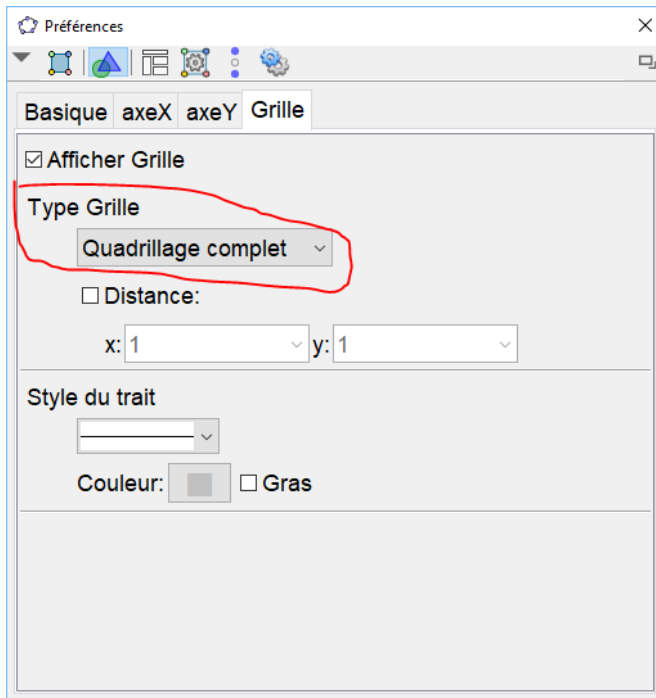 Préférences
Basique axeX axeY Grille
Afficher Grille
Type Grille
Quadrillage complet
Distance:
x: 1 y: 1
Style du trait
Couleur: Gras